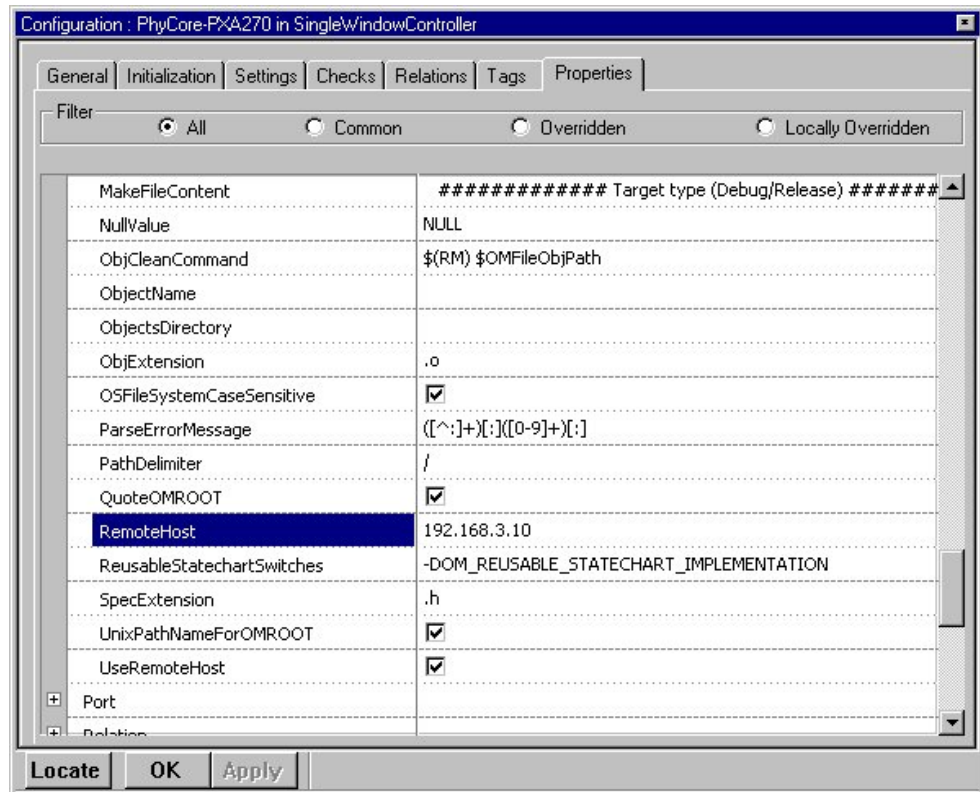 Configuration : PhyCore-PXA270 in SingleWindowController
General Initialization Settings Checks Relations Tags Properties
Filter
All Common Overridden Locally Overridden
MakeFileContent ############# Target type (Debug/Release) #######
NullValue NULL
ObjCleanCommand $(RM) $OMFileObjPath
ObjectName
ObjectsDirectory
ObjExtension .o
OSFileSystemCaseSensitive
ParseErrorMessage ([^:]+)[:]([0-9]+)[:]
PathDelimiter /
QuoteOMROOT
RemoteHost 192.168.3.10
ReusableStatechartSwitches -DOM_REUSABLE_STATECHART_IMPLEMENTATION
SpecExtension .h
UnixPathNameForOMROOT
UseRemoteHost
Port
Relation
Locate OK Apply